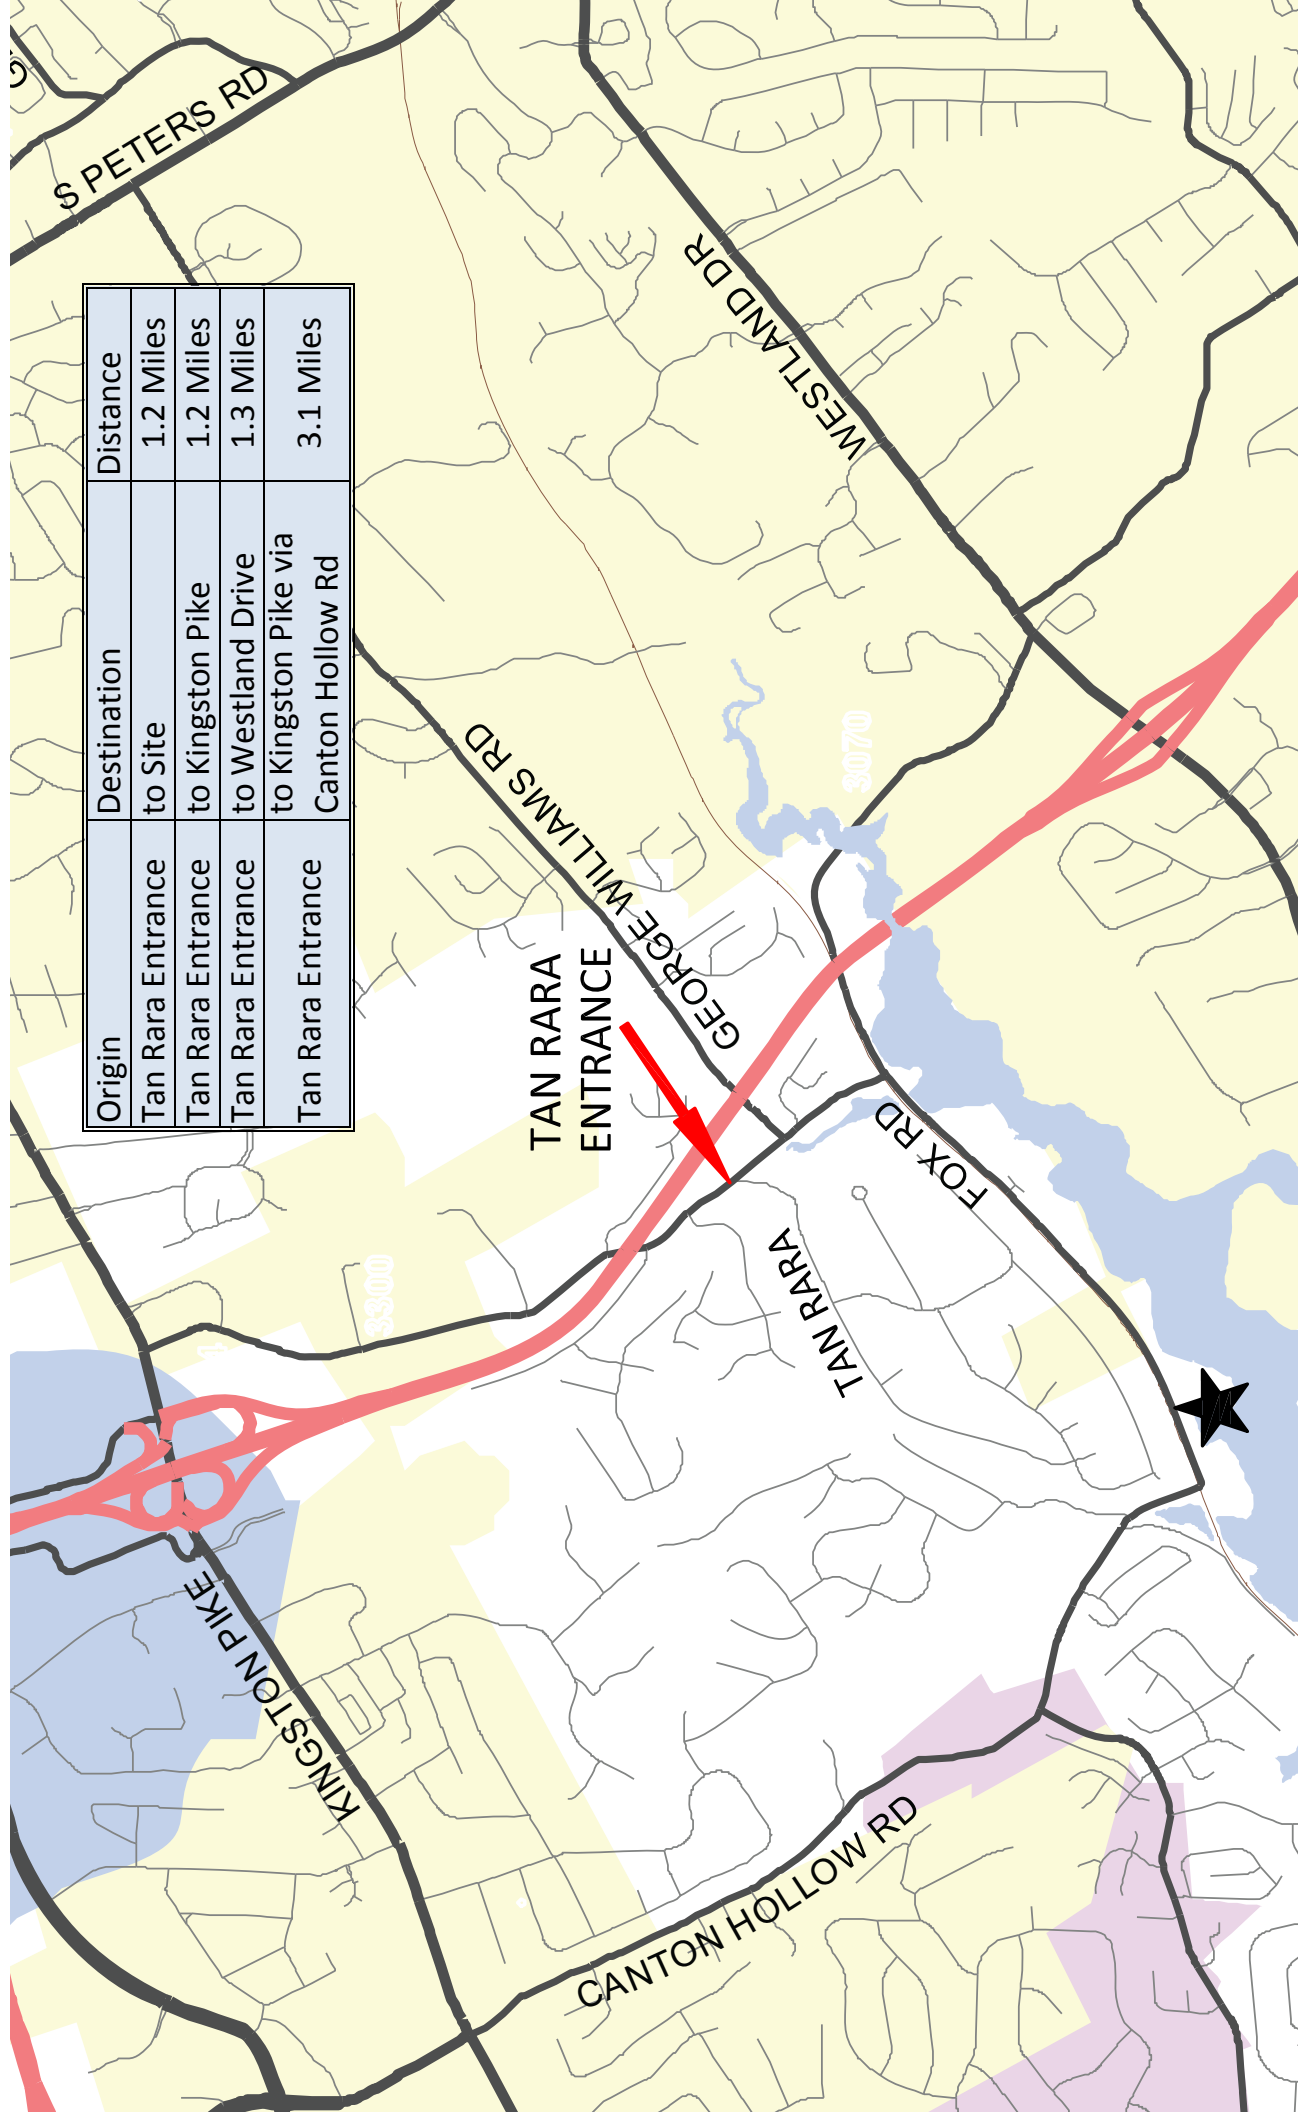 Origin Destination Distance
Tan Rara Entrance to Site 1.2 Miles
Tan Rara Entrance to Kingston Pike 1.2 Miles
Tan Rara Entrance to Westland Drive 1.3 Miles
Tan Rara Entrance to Kingston Pike via
Canton Hollow Rd 3.1 Miles
S PETERS RD
G
WESTLAND DR
GEORGE WILLIAMS RD
TAN RARA
ENTRANCE
3070
3300
1
FOX RD
TAN RARA
KINGSTON PIKE
CANTON HOLLOW RD